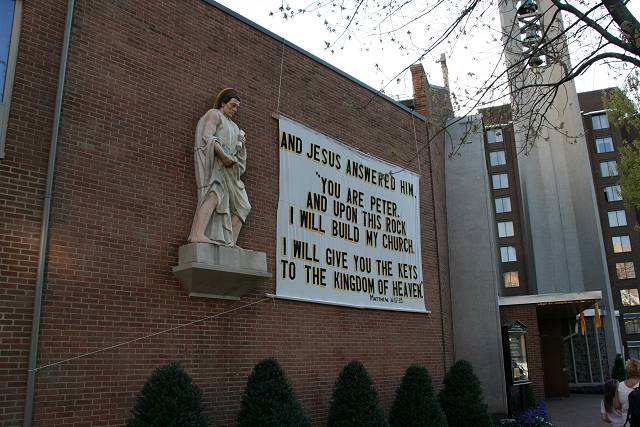 AND JESUS ANSWERED HIM,
"YOU ARE PETER.
AND UPON THIS ROCK
I WILL BUILD MY CHURCH.
I WILL GIVE YOU THE KEYS
TO THE KINGDOM OF HEAVEN.